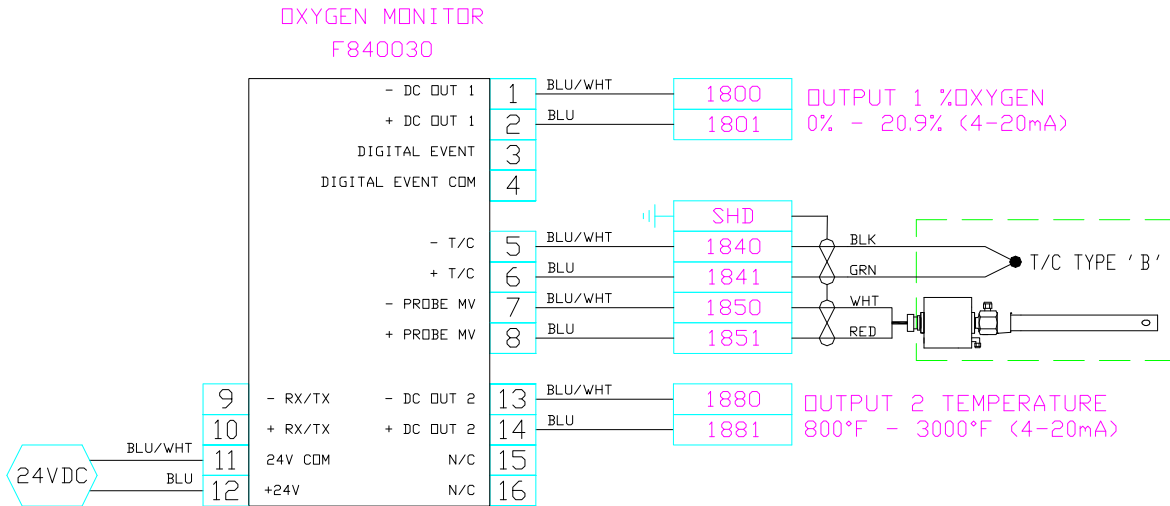 OXYGEN MONITOR
F840030
- DC OUT 1 1 BLU/WHT 1800 OUTPUT 1 %OXYGEN
+ DC OUT 1 2 BLU 1801 0% - 20.9% (4-20mA)
DIGITAL EVENT 3
DIGITAL EVENT COM 4
SHD
- T/C 5 BLU/WHT 1840 BLK
T/C TYPE 'B'
+ T/C 6 BLU 1841 GRN
- PROBE MV 7 BLU/WHT 1850 WHT
+ PROBE MV 8 BLU 1851 RED
9 - RX/TX - DC OUT 2 13 BLU/WHT 1880 OUTPUT 2 TEMPERATURE
10 + RX/TX + DC OUT 2 14 BLU 1881 800°F - 3000°F (4-20mA)
24VDC
BLU/WHT 11 24V COM N/C 15
BLU 12 +24V N/C 16